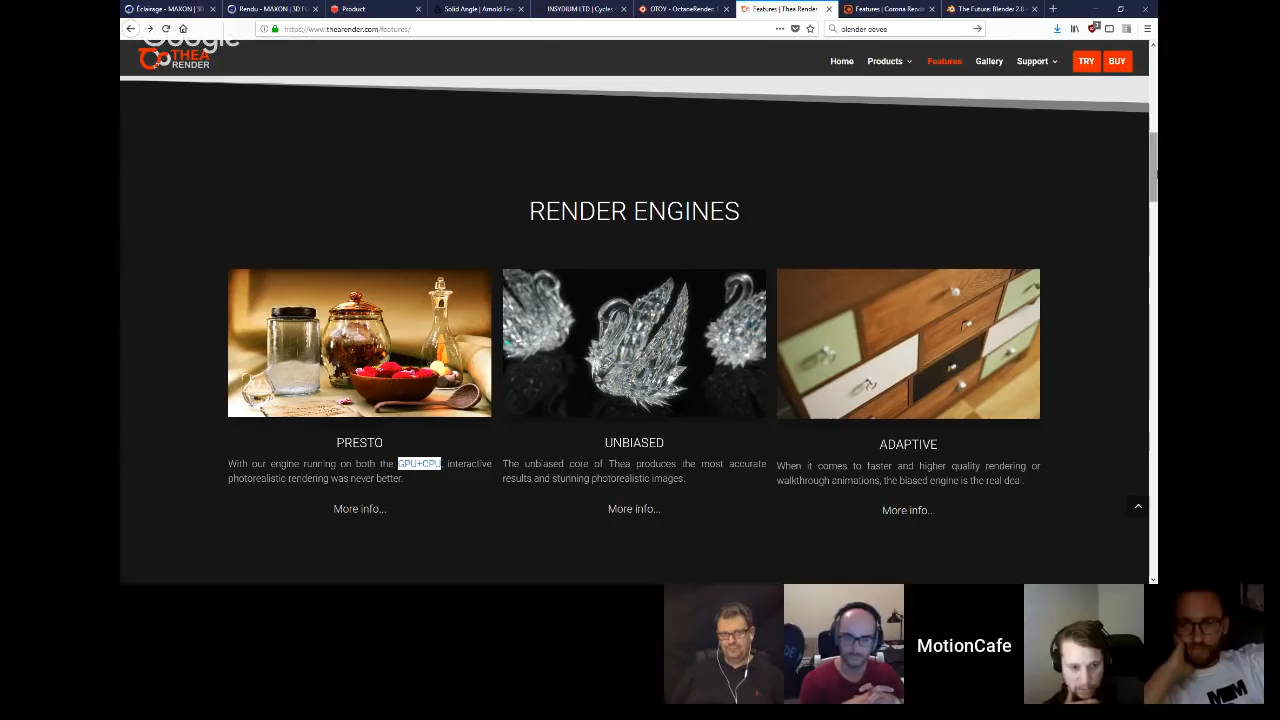 Éclairage - MAXON | 3D
Rendu - MAXON | 3D F
Product
Solid Angle | Arnold Fea
INSYDIUM LTD | Cycles
OTOY • OctaneRender
Features | Thea Render
Features | Corona Rend
The Future: Blender 2.8
https://www.thearender.com/features/
blender eevee
Google
THEA
RENDER
Home
Products
Features
Gallery
Support
TRY
BUY
RENDER ENGINES
PRESTO
With our engine running on both the GPU+CPU, interactive
photorealistic rendering was never better.
More info...
UNBIASED
The unbiased core of Thea produces the most accurate
results and stunning photorealistic images.
More info...
ADAPTIVE
When it comes to faster and higher quality rendering or
walkthrough animations, the biased engine is the real deal.
More info...
MotionCafe